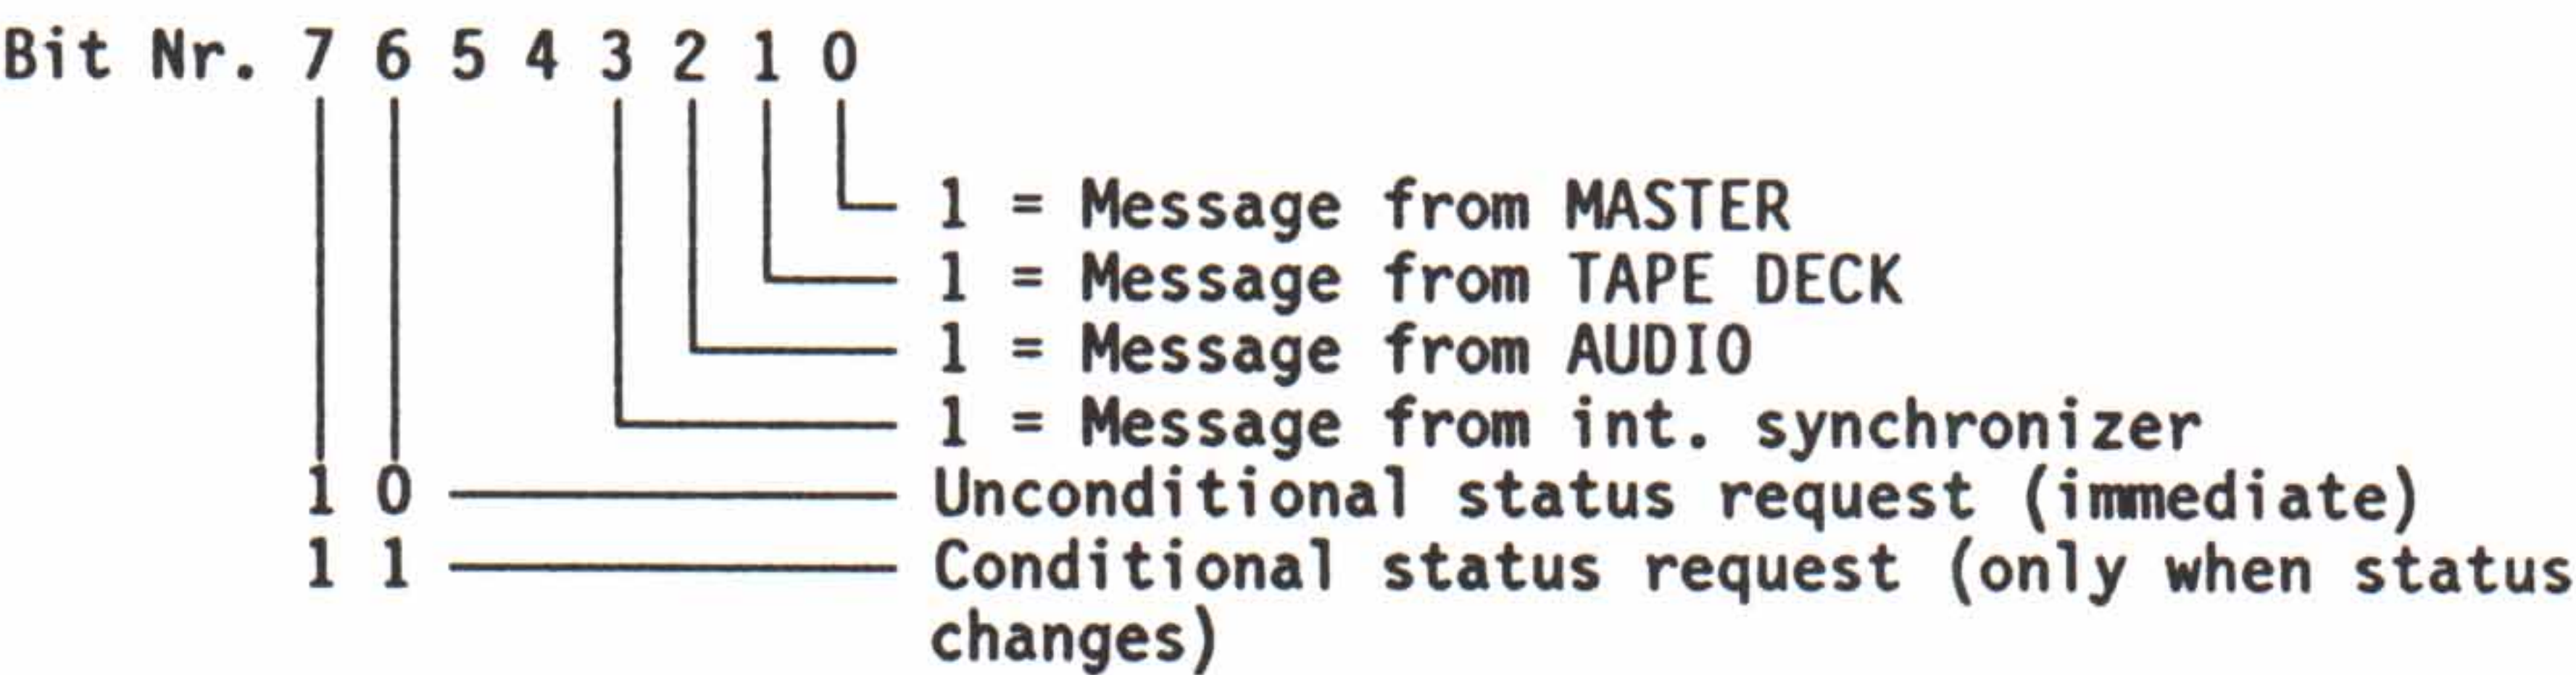 Bit Nr. 7 6 5 4 3 2 1 0
1 = Message from MASTER
1 = Message from TAPE DECK
1 = Message from AUDIO
1 = Message from int. synchronizer
1 0 Unconditional status request (immediate)
1 1 Conditional status request (only when status
changes)